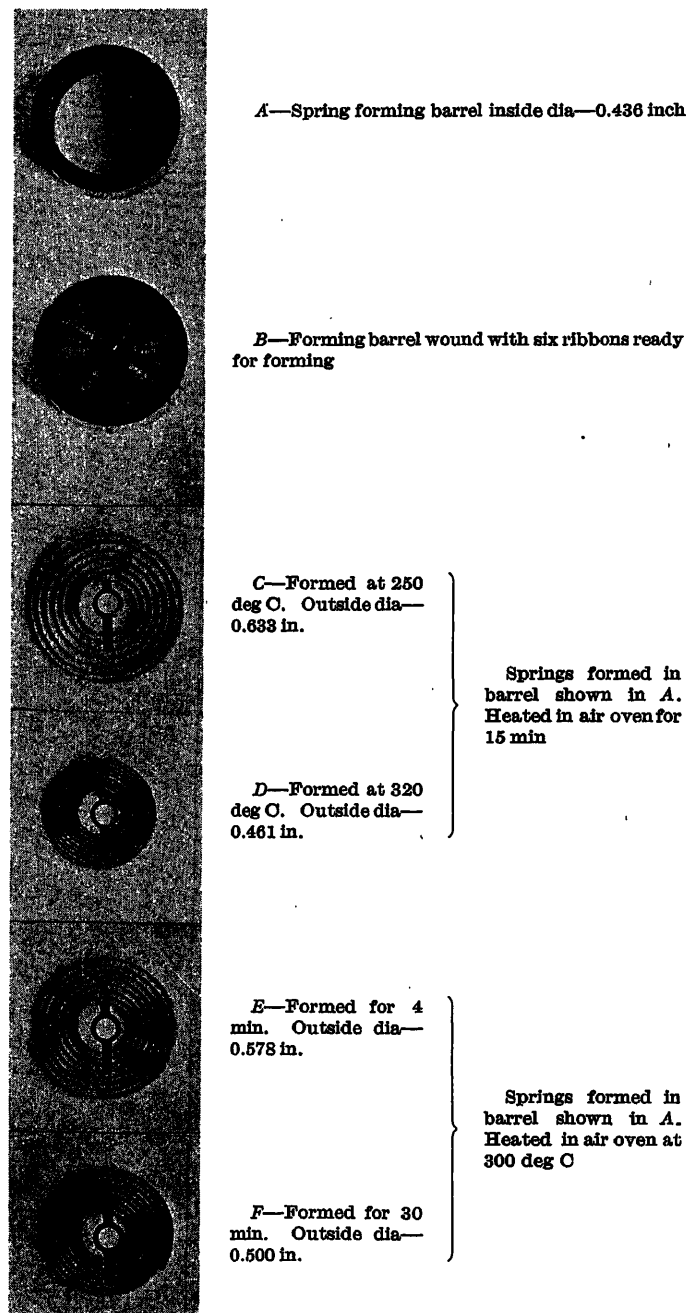 A—Spring forming barrel inside dia—0.436 inch
B—Forming barrel wound with six ribbons ready
for forming
C—Formed at 250
deg C. Outside dia—
0.633 in.
Springs formed in
barrel shown in A.
Heated in air oven for
15 min
D—Formed at 320
deg C. Outside dia—
0.461 in.
E—Formed for 4
min. Outside dia—
0.578 in.
Springs formed in
barrel shown in A.
Heated in air oven at
300 deg C
F—Formed for 30
min. Outside dia—
0.500 in.